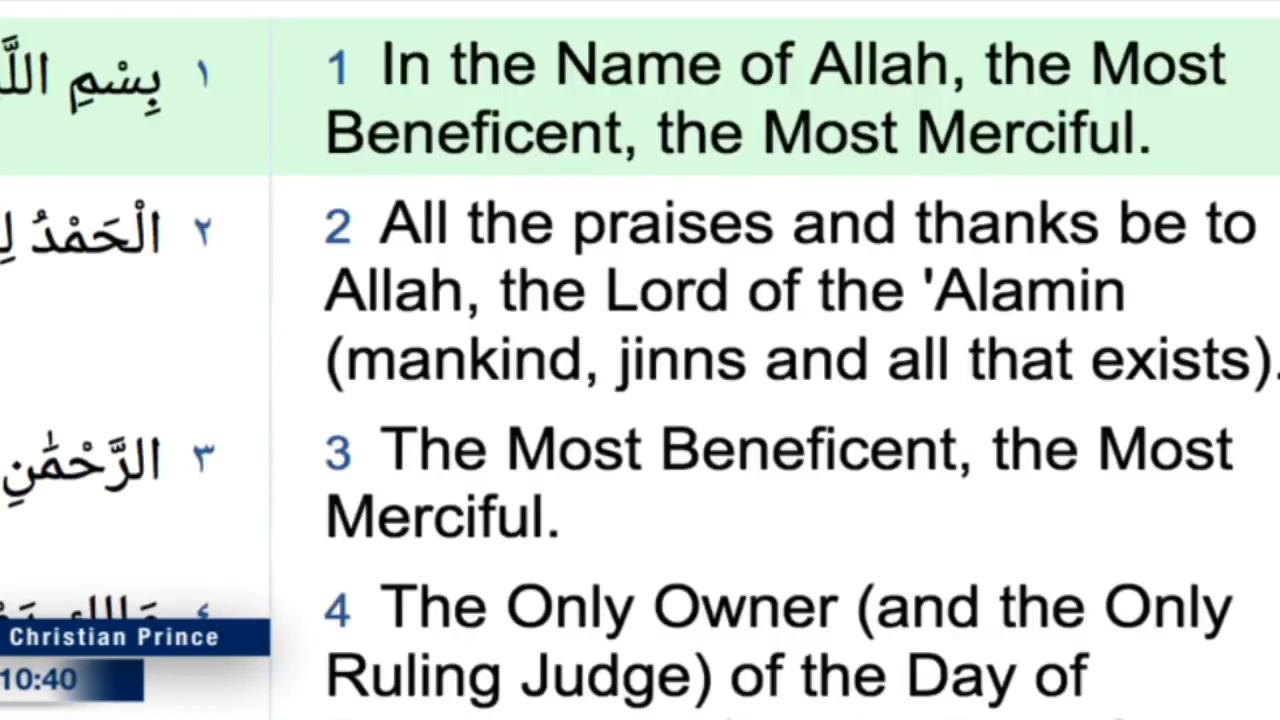 بِسْمِ ١
1 In the Name of Allah, the Most
Beneficent, the Most Merciful.
الْحَمْدُ ٢
2 All the praises and thanks be to
Allah, the Lord of the 'Alamin
(mankind, jinns and all that exists).
الرَّحْمَٰنِ ٣
3 The Most Beneficent, the Most
Merciful.
٤
4 The Only Owner (and the Only
Ruling Judge) of the Day of
Christian Prince
10:40